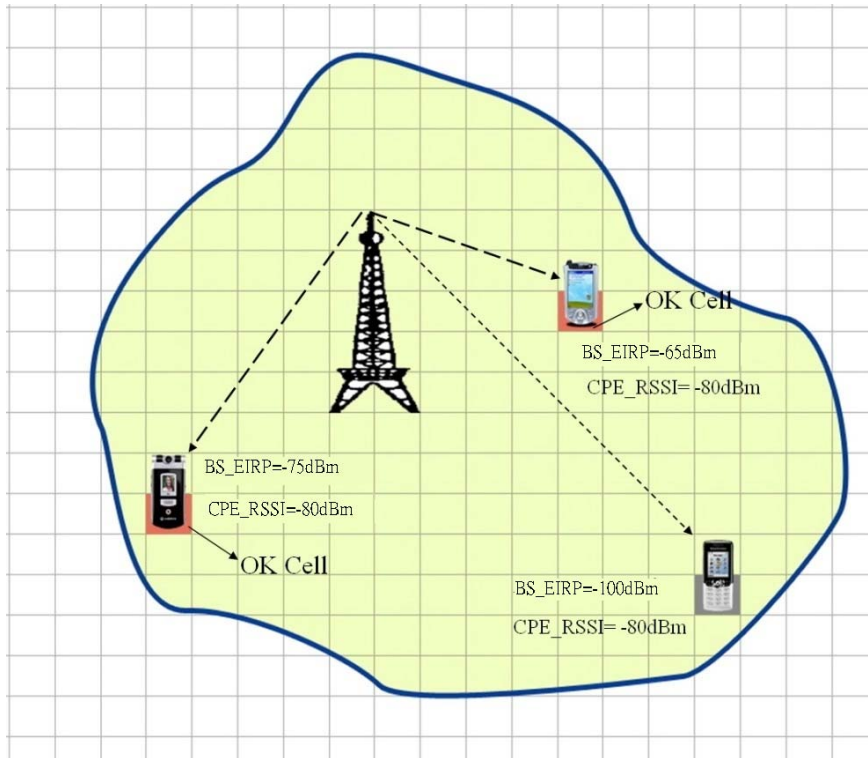 OK Cell
BS_EIRP=-65dBm
CPE_RSSI= -80dBm
BS_EIRP=-75dBm
CPE_RSSI=-80dBm
OK Cell
BS_EIRP=-100dBm
CPE_RSSI= -80dBm